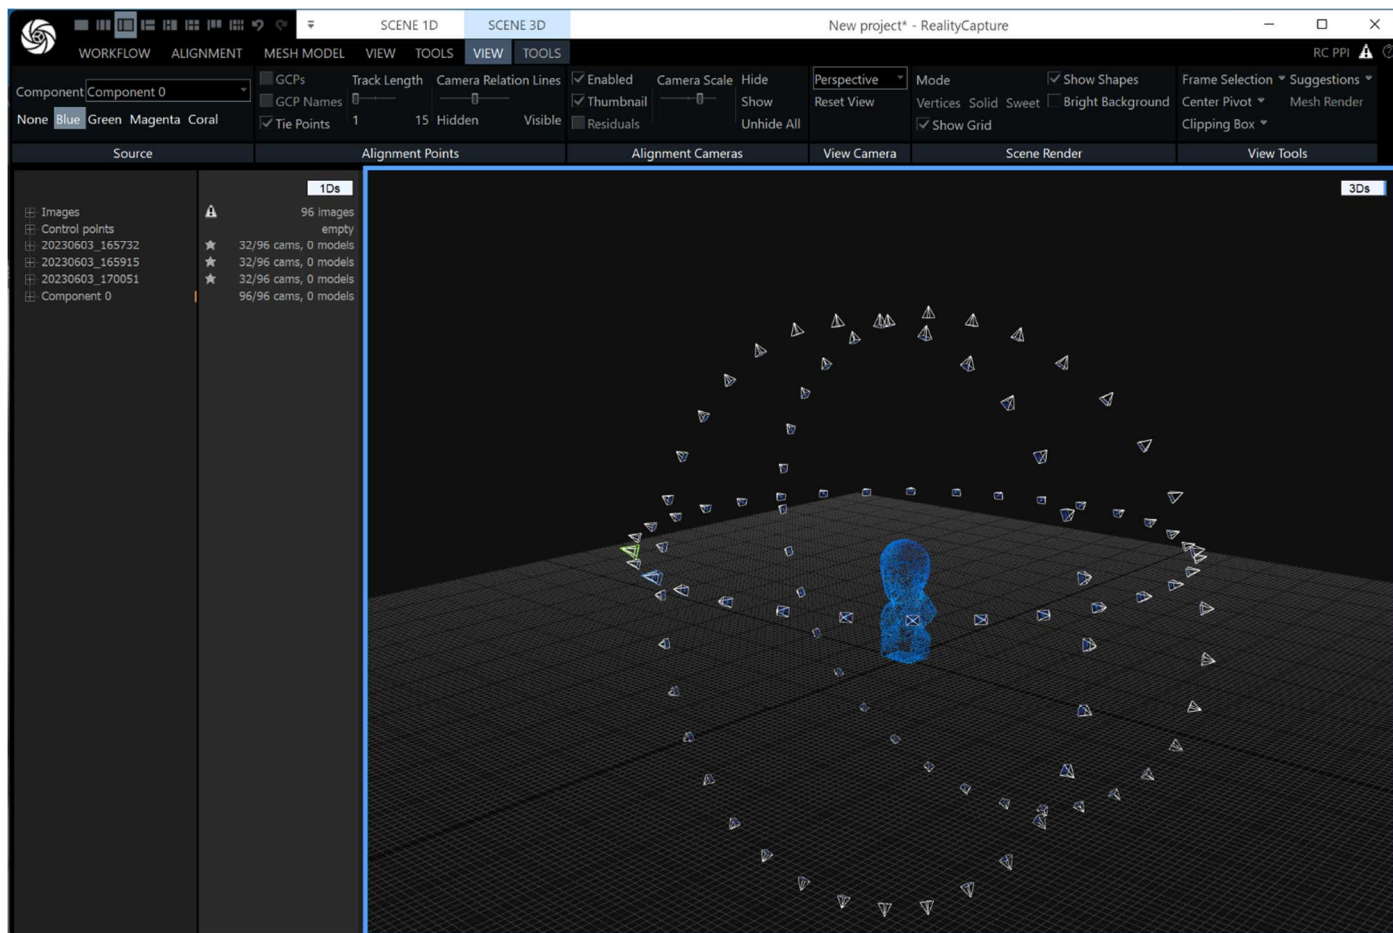 SCENE 1D SCENE 3D New project* - RealityCapture
WORKFLOW ALIGNMENT MESH MODEL VIEW TOOLS VIEW TOOLS RC PPI
GCPs Track Length Camera Relation Lines Enabled Camera Scale Hide Perspective Mode Show Shapes Frame Selection Suggestions
Component Component 0 GCP Names Thumbnail Show Reset View Vertices Solid Sweet Bright Background Center Pivot Mesh Render
None Blue Green Magenta Coral Tie Points 1 15 Hidden Visible Residuals Unhide All Show Grid Clipping Box
Source Alignment Points Alignment Cameras View Camera Scene Render View Tools
1Ds 3Ds
Images 96 images
Control points empty
20230603_165732 32/96 cams, 0 models
20230603_165915 32/96 cams, 0 models
20230603_170051 32/96 cams, 0 models
Component 0 96/96 cams, 0 models